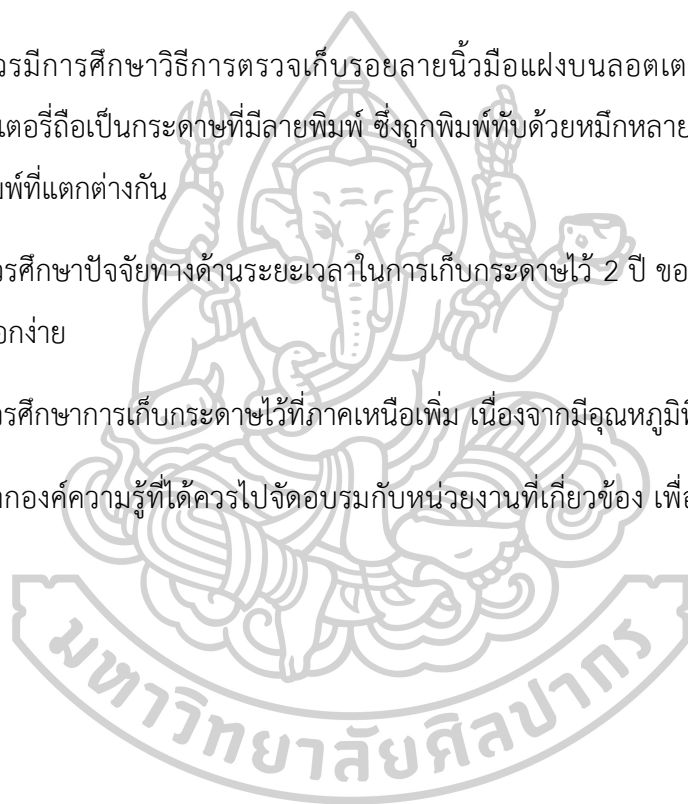 วรมีการศึกษาวิธีการตรวจเก็บรอยลายนิ้วมือแฝงบนลอตเต
เตอรี่ถือเป็นกระดาษที่มีลายพิมพ์ ซึ่งถูกพิมพ์ทับด้วยหมึกหลาย
มพ์ที่แตกต่างกัน
วรศึกษาปัจจัยทางด้านระยะเวลาในการเก็บกระดาษไว้ 2 ปี ขอ
อกง่าย
วรศึกษาการเก็บกระดาษไว้ที่ภาคเหนือเพิ่ม เนื่องจากมีอุณหภูมิที
ากองค์ความรู้ที่ได้ควรไปจัดอบรมกับหน่วยงานที่เกี่ยวข้อง เพื่อ
มหาวิทยาลัยศิลปากร